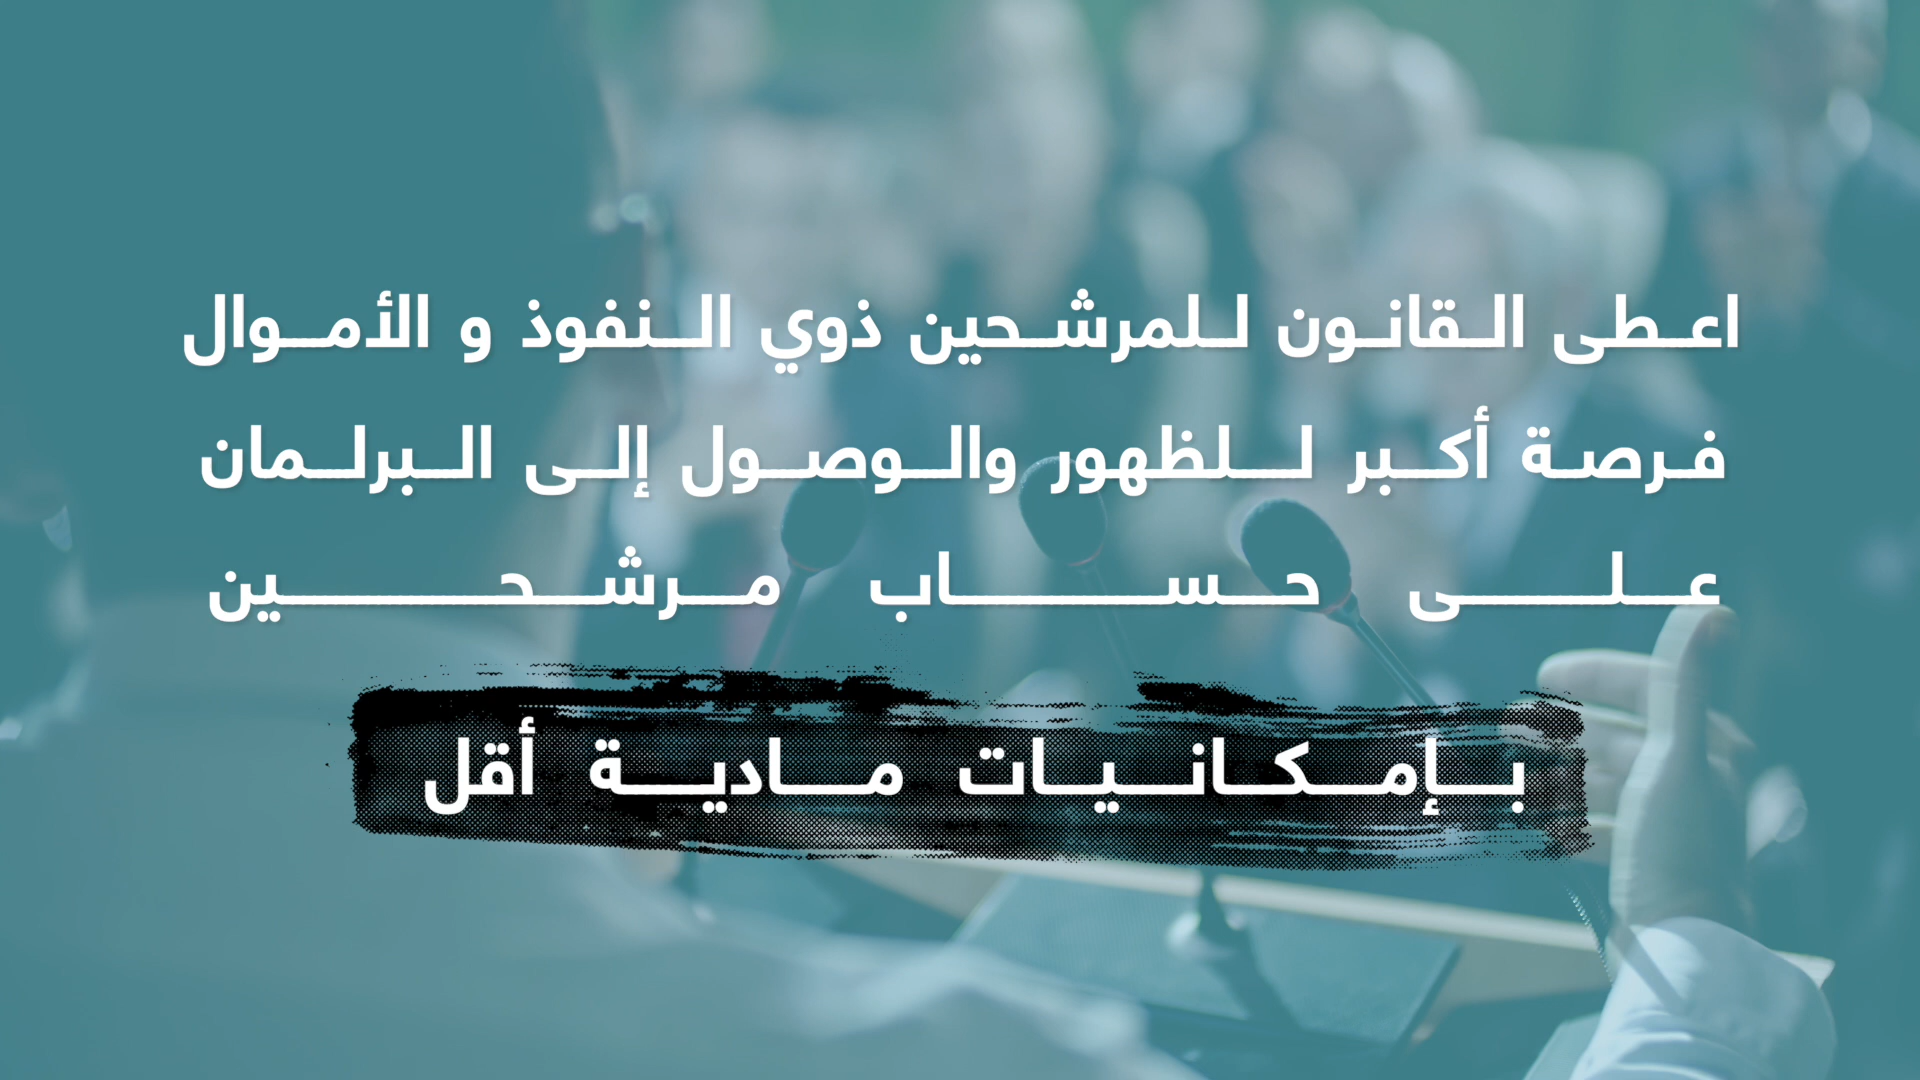 اعطى القانون للمرشحين ذوي النفوذ و الأموال
فرصة أكبر للظهور والوصول إلى البرلمان
على حساب مرشحين
بإمكانيات مادية أقل